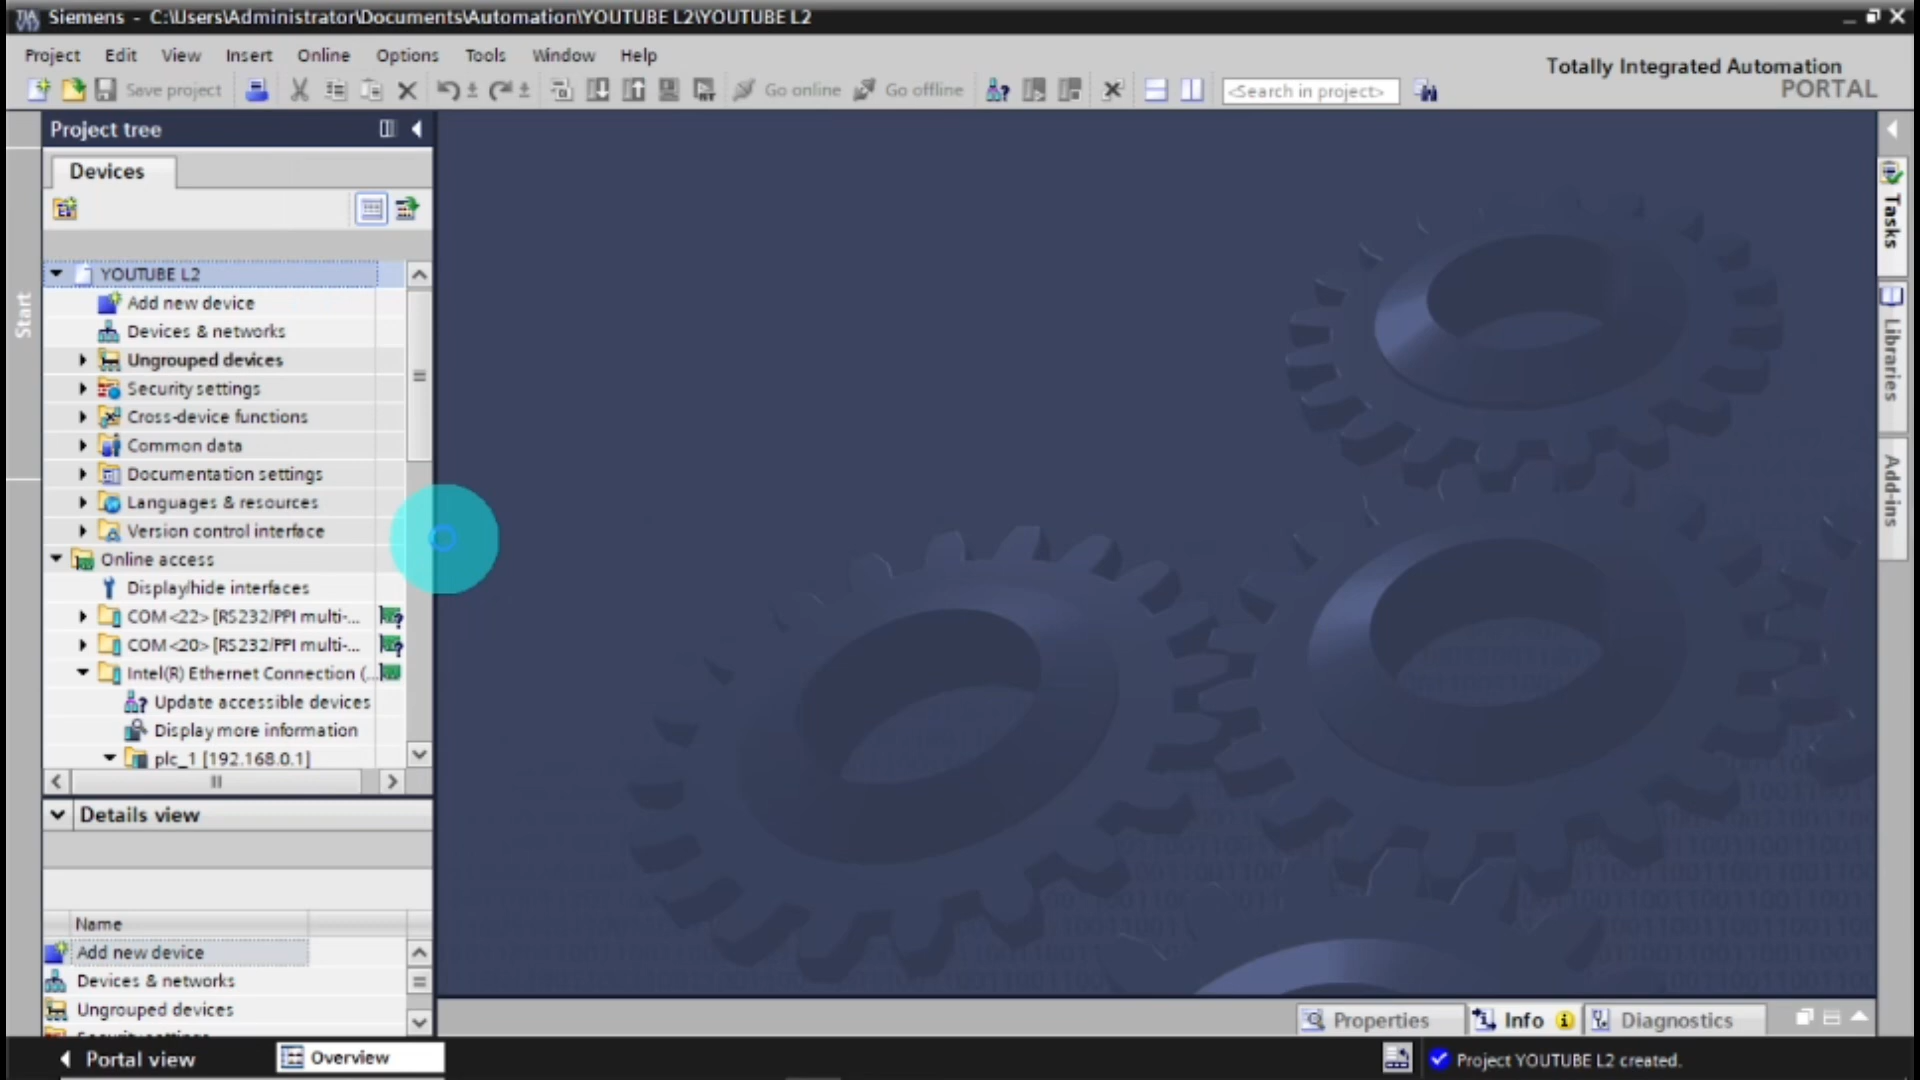 Siemens - C:\Users\Administrator\Documents\Automation\YOUTUBE L2\YOUTUBE L2
Project Edit View Insert Online Options Tools Window Help
Totally Integrated Automation
PORTAL
Save project
Go online
Go offline
<Search in project>
Project tree
Devices
Start
YOUTUBE L2
Add new device
Devices & networks
Ungrouped devices
Security settings
Cross-device functions
Common data
Documentation settings
Languages & resources
Version control interface
Online access
Display/hide interfaces
COM <22> [RS232/PPI multi-...
COM <20> [RS232/PPI multi-...
Intel(R) Ethernet Connection (...
Update accessible devices
Display more information
plc_1 [192.168.0.1]
Details view
Name
Add new device
Devices & networks
Ungrouped devices
Security settings
Tasks
Libraries
Add-ins
Properties
Info
Diagnostics
Portal view
Overview
Project YOUTUBE L2 created.